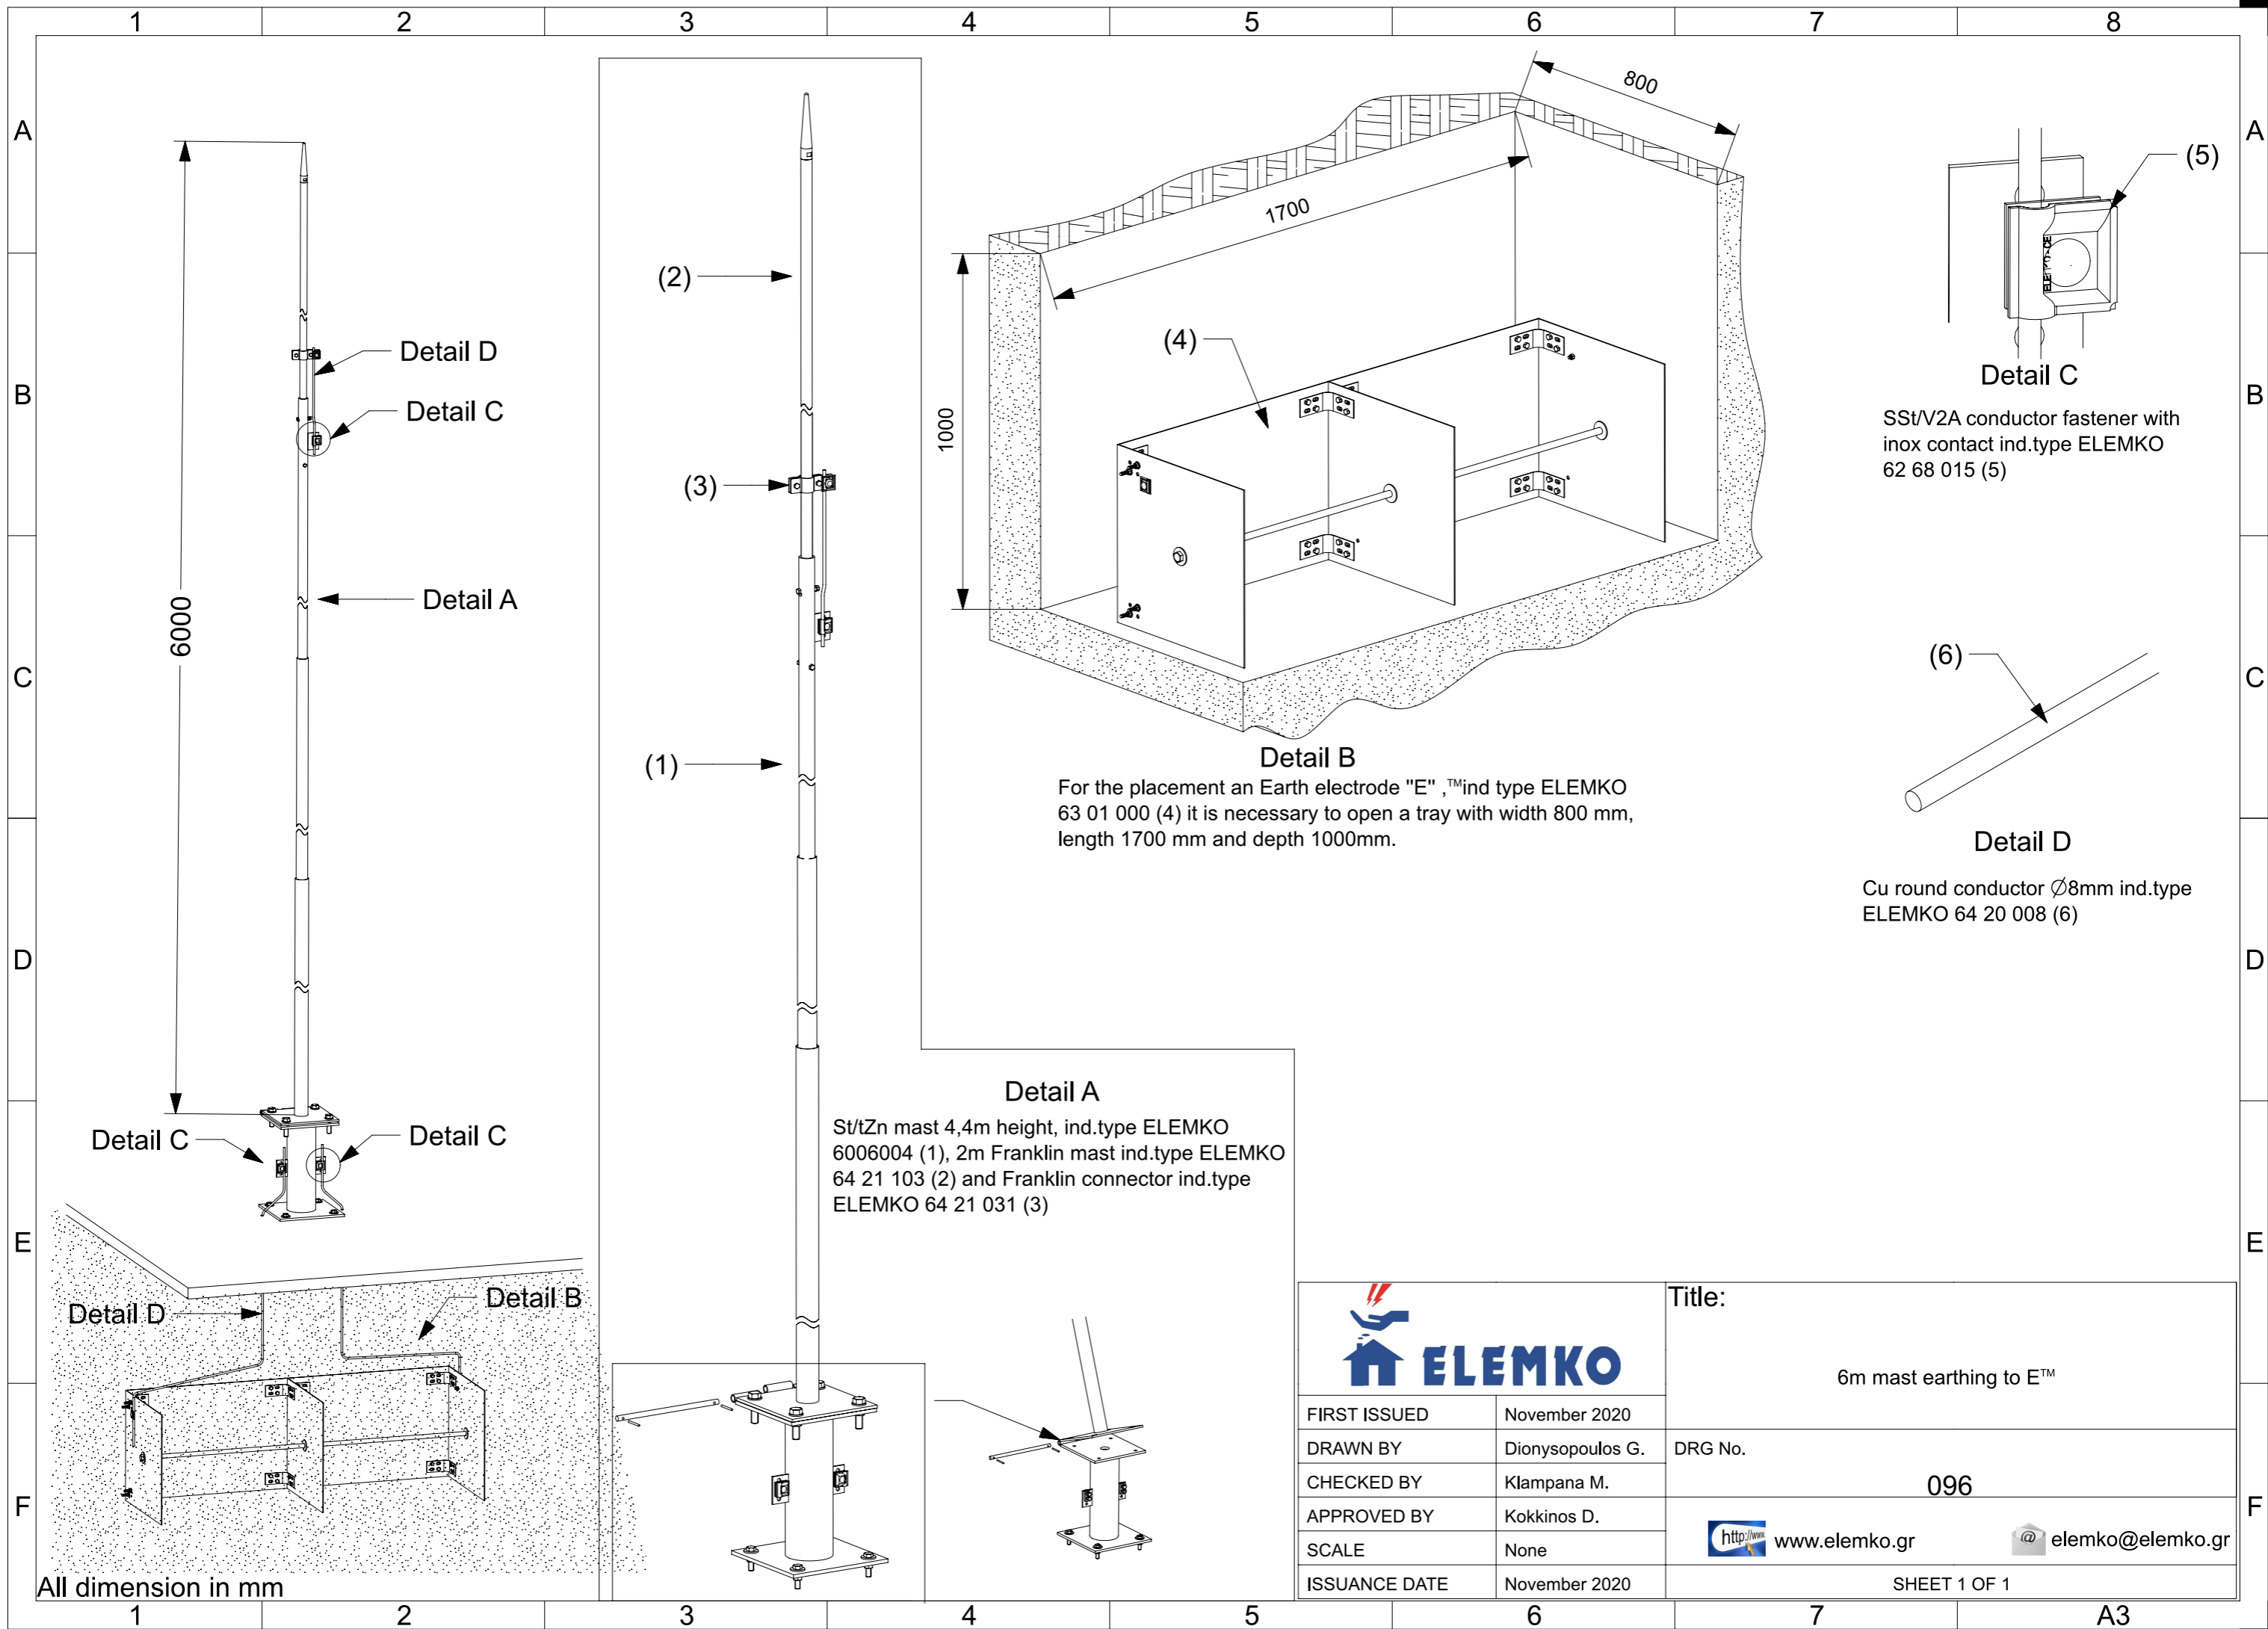 1 2 3 4 5 6 7 8
A
B
C
D
E
F
A
B
C
D
E
F
6000
Detail D
Detail C
Detail A
Detail C
Detail C
Detail D
Detail B
All dimension in mm
(2)
(3)
(1)
Detail A
St/tZn mast 4,4m height, ind.type ELEMKO
6006004 (1), 2m Franklin mast ind.type ELEMKO
64 21 103 (2) and Franklin connector ind.type
ELEMKO 64 21 031 (3)
800
1700
1000
(4)
Detail B
For the placement an Earth electrode "E" ,™ind type ELEMKO
63 01 000 (4) it is necessary to open a tray with width 800 mm,
length 1700 mm and depth 1000mm.
(5)
Detail C
SSt/V2A conductor fastener with
inox contact ind.type ELEMKO
62 68 015 (5)
(6)
Detail D
Cu round conductor ∅8mm ind.type
ELEMKO 64 20 008 (6)
ELEMKO
Title:
6m mast earthing to E™
FIRST ISSUED November 2020
DRAWN BY Dionysopoulos G.
DRG No.
CHECKED BY Klampana M.
096
APPROVED BY Kokkinos D.
http://www. www.elemko.gr @ elemko@elemko.gr
SCALE None
ISSUANCE DATE November 2020
SHEET 1 OF 1
1 2 3 4 5 6 7 A3